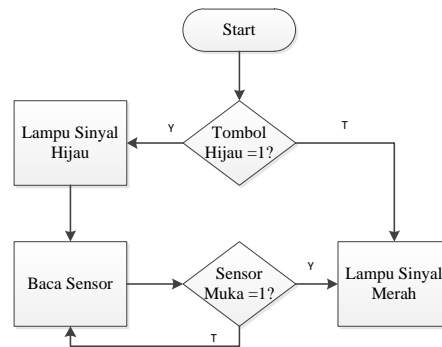 Start
Tombol
Hijau =1?
Y
T
Lampu Sinyal
Hijau
Baca Sensor
Sensor
Muka =1?
Y
T
Lampu Sinyal
Merah